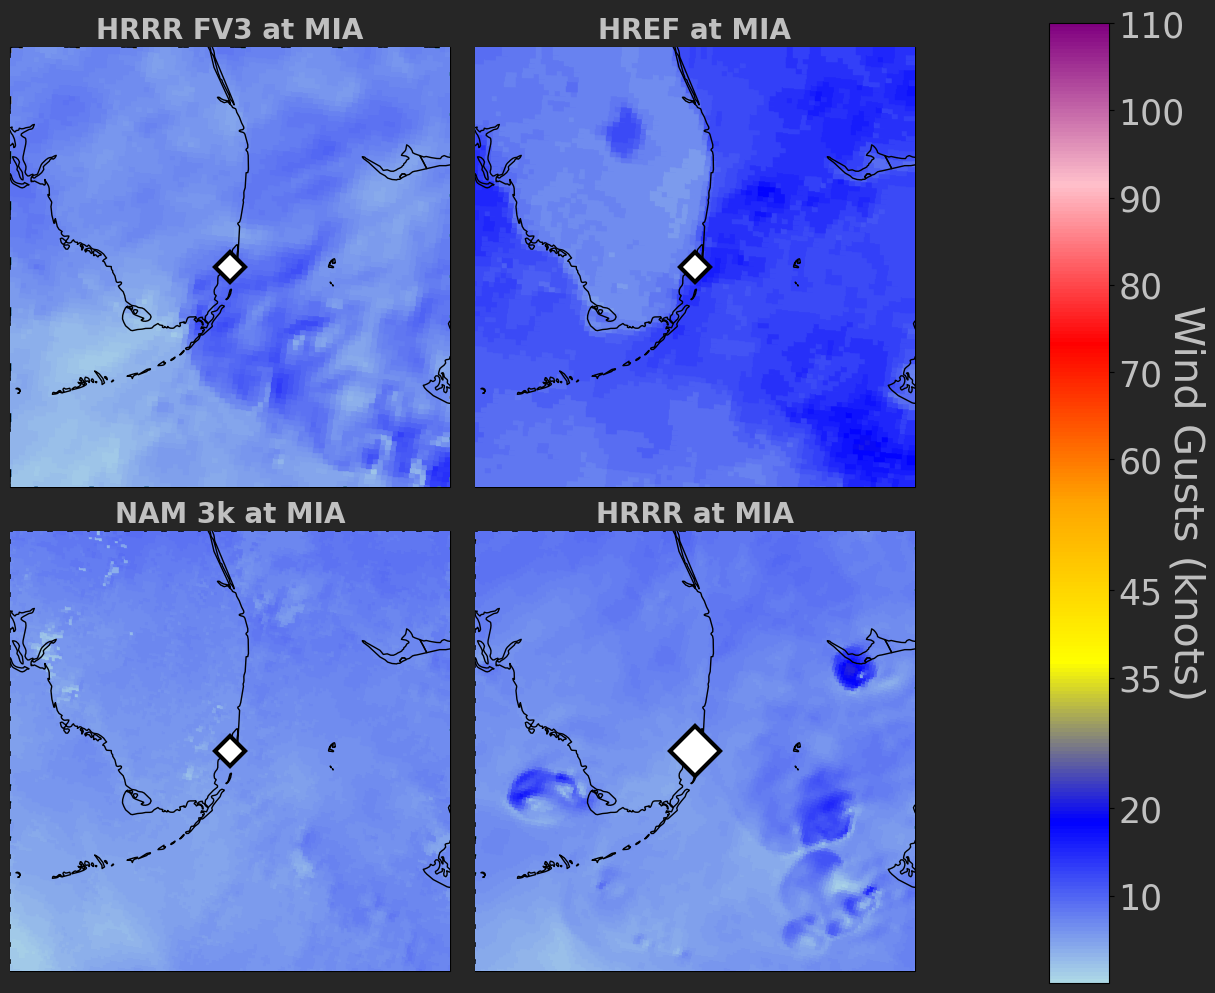 HRRR FV3 at MIA
HREF at MIA
NAM 3k at MIA
HRRR at MIA
110
100
90
80
70
60
45
35
20
10
Wind Gusts (knots)